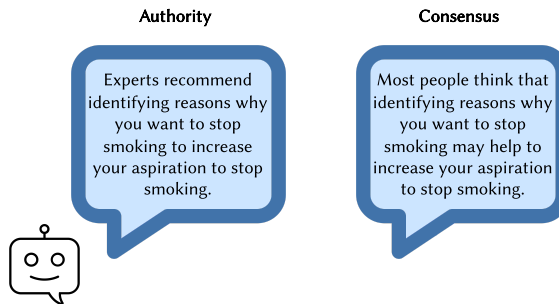 Authority
Experts recommend
identifying reasons why
you want to stop
smoking to increase
your aspiration to stop
smoking.
Consensus
Most people think that
identifying reasons why
you want to stop
smoking may help to
increase your aspiration
to stop smoking.